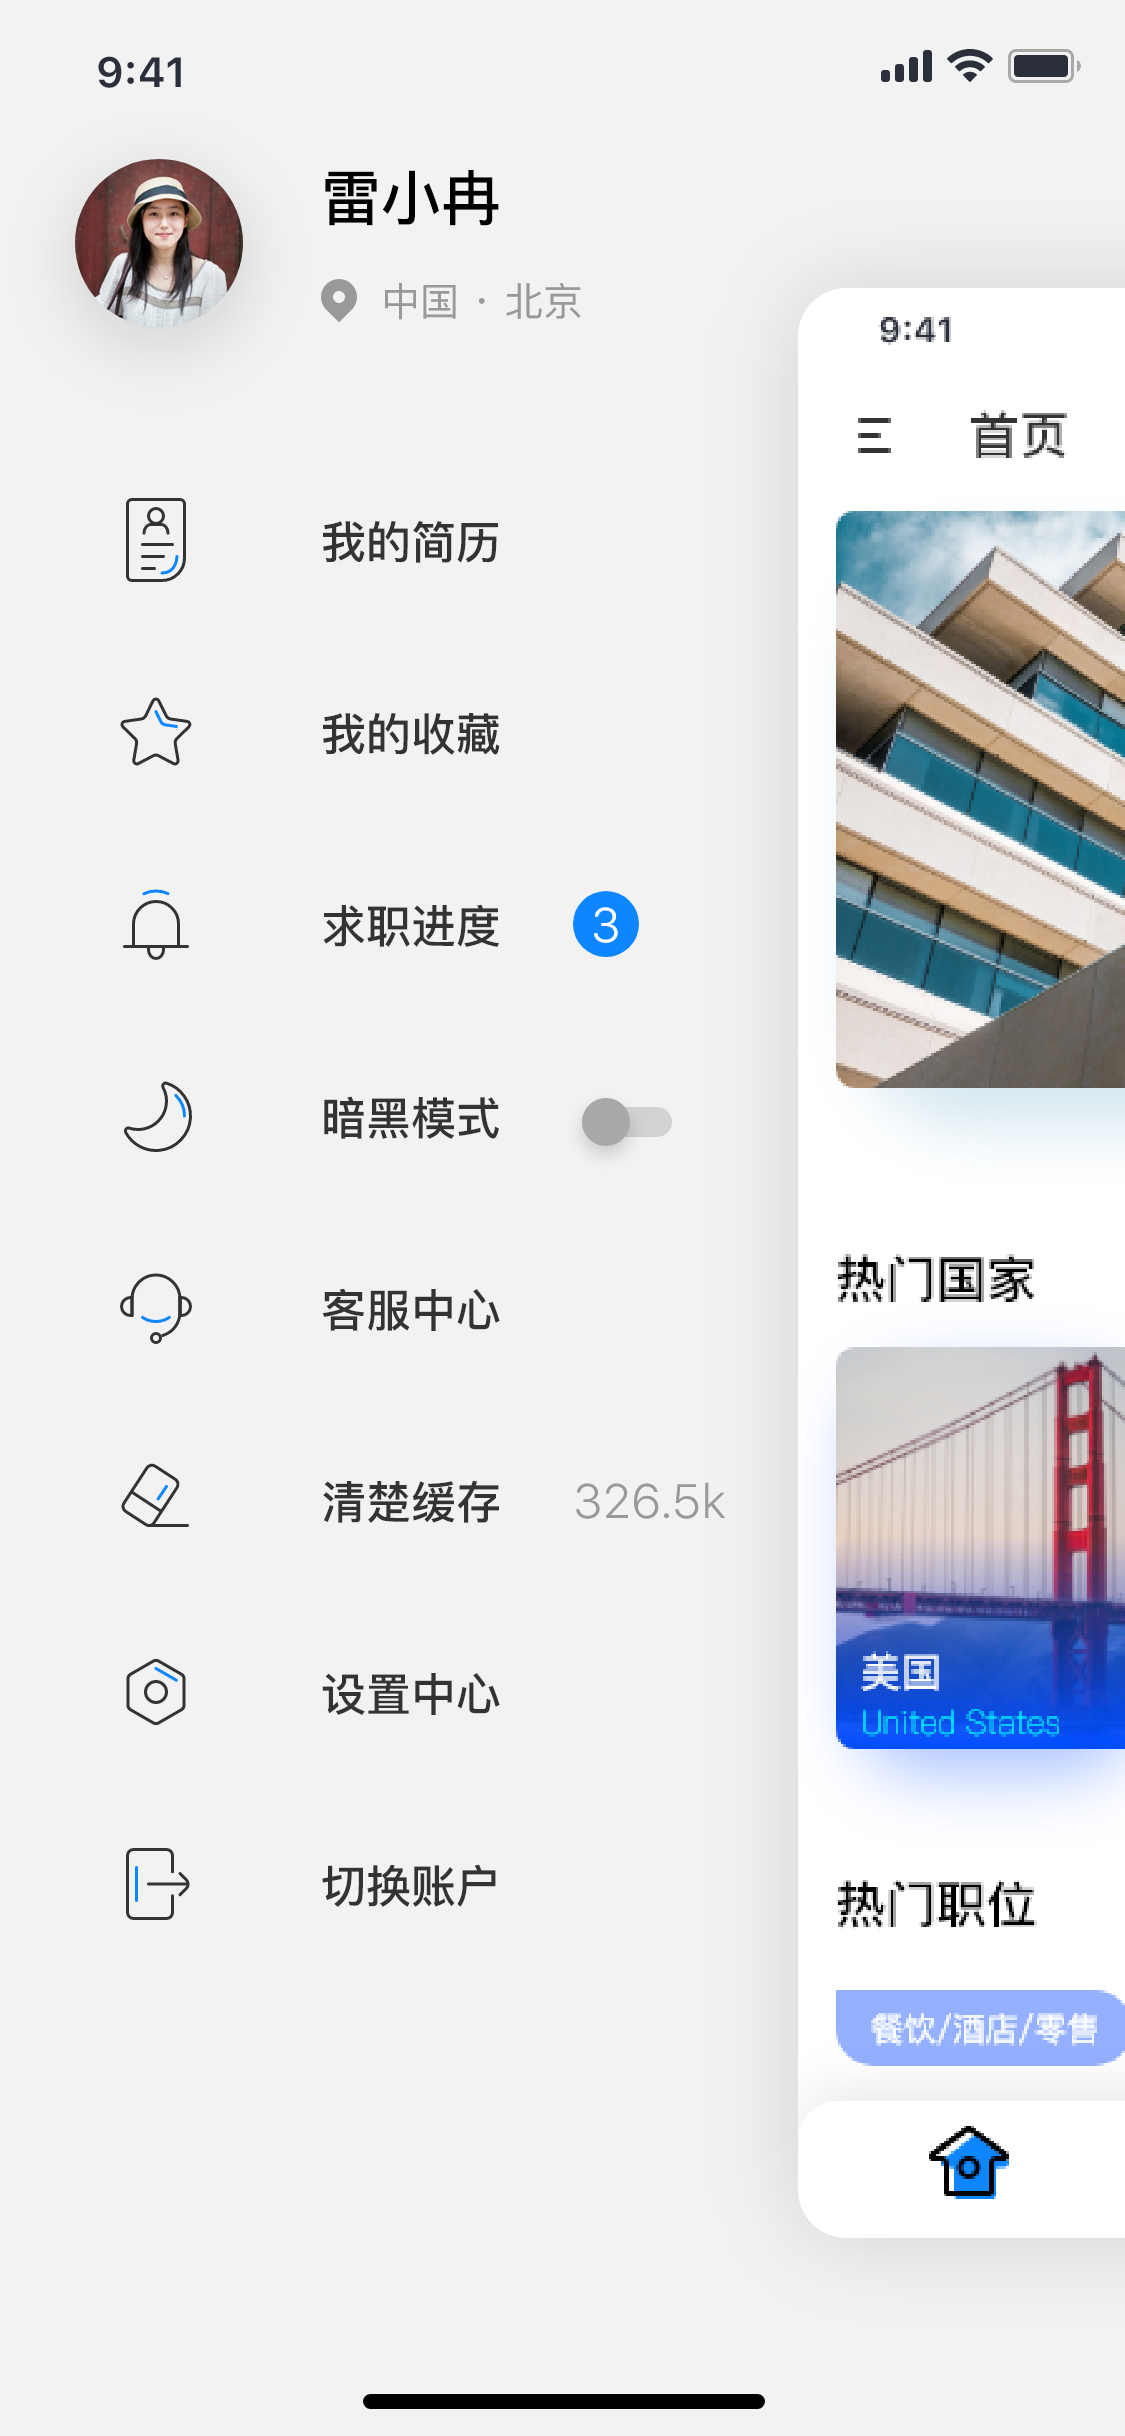 9:41
雷小冉
中国 · 北京
我的简历
我的收藏
求职进度 3
暗黑模式
客服中心
清楚缓存 326.5k
设置中心
切换账户
9:41
首页
热门国家
美国
United States
热门职位
餐饮/酒店/零售